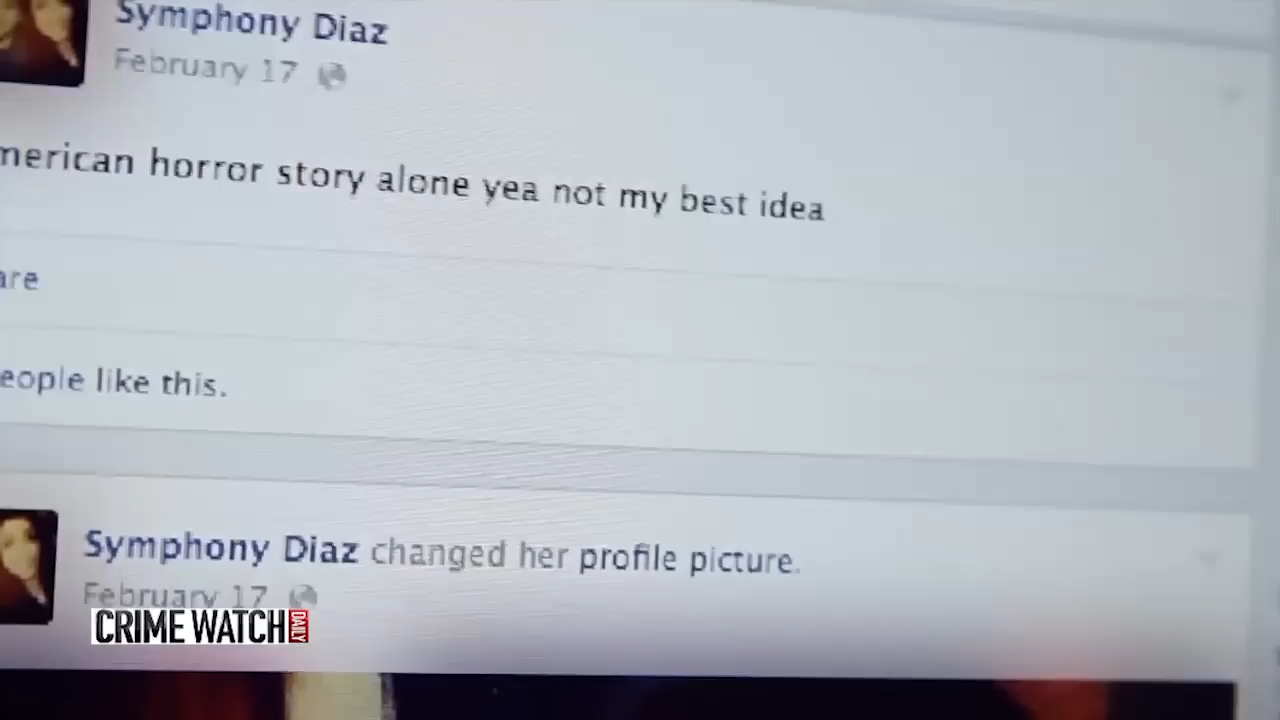 Symphony Diaz
February 17
merican horror story alone yea not my best idea
are
eople like this.
Symphony Diaz changed her profile picture.
February 17
CRIME WATCH DAILY